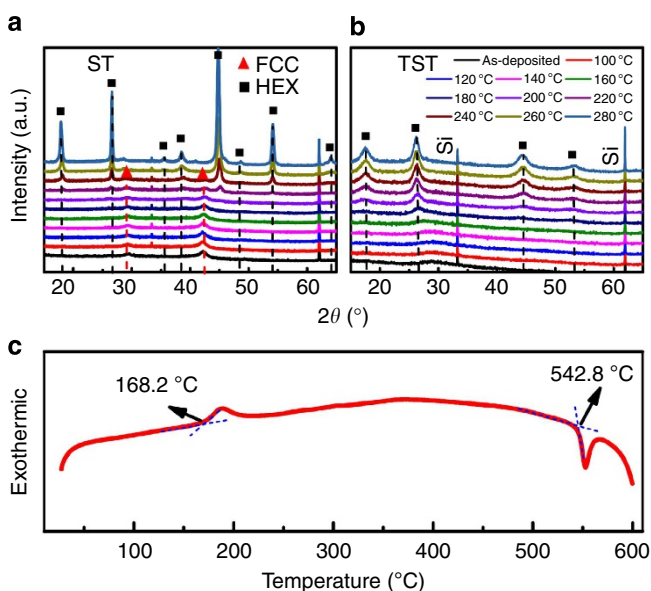 a
b
ST
▲ FCC
■ HEX
TST
As-deposited 100 °C
120 °C 140 °C 160 °C
180 °C 200 °C 220 °C
240 °C 260 °C 280 °C
Si
Si
Intensity (a.u.)
20 30 40 50 60
20 30 40 50 60
2θ (°)
c
168.2 °C
542.8 °C
Exothermic
100 200 300 400 500 600
Temperature (°C)